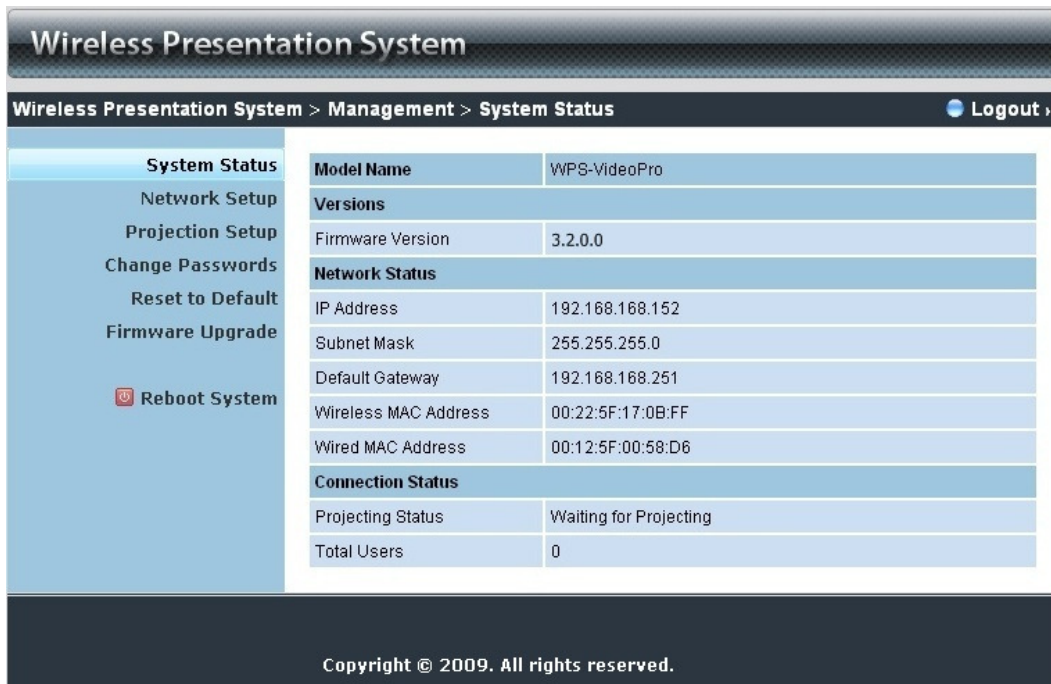 Wireless Presentation System
Wireless Presentation System > Management > System Status
Logout
System Status
Network Setup
Projection Setup
Change Passwords
Reset to Default
Firmware Upgrade
Reboot System
Model Name WPS-VideoPro
Versions
Firmware Version 3.2.0.0
Network Status
IP Address 192.168.168.152
Subnet Mask 255.255.255.0
Default Gateway 192.168.168.251
Wireless MAC Address 00:22:5F:17:0B:FF
Wired MAC Address 00:12:5F:00:58:D6
Connection Status
Projecting Status Waiting for Projecting
Total Users 0
Copyright © 2009. All rights reserved.